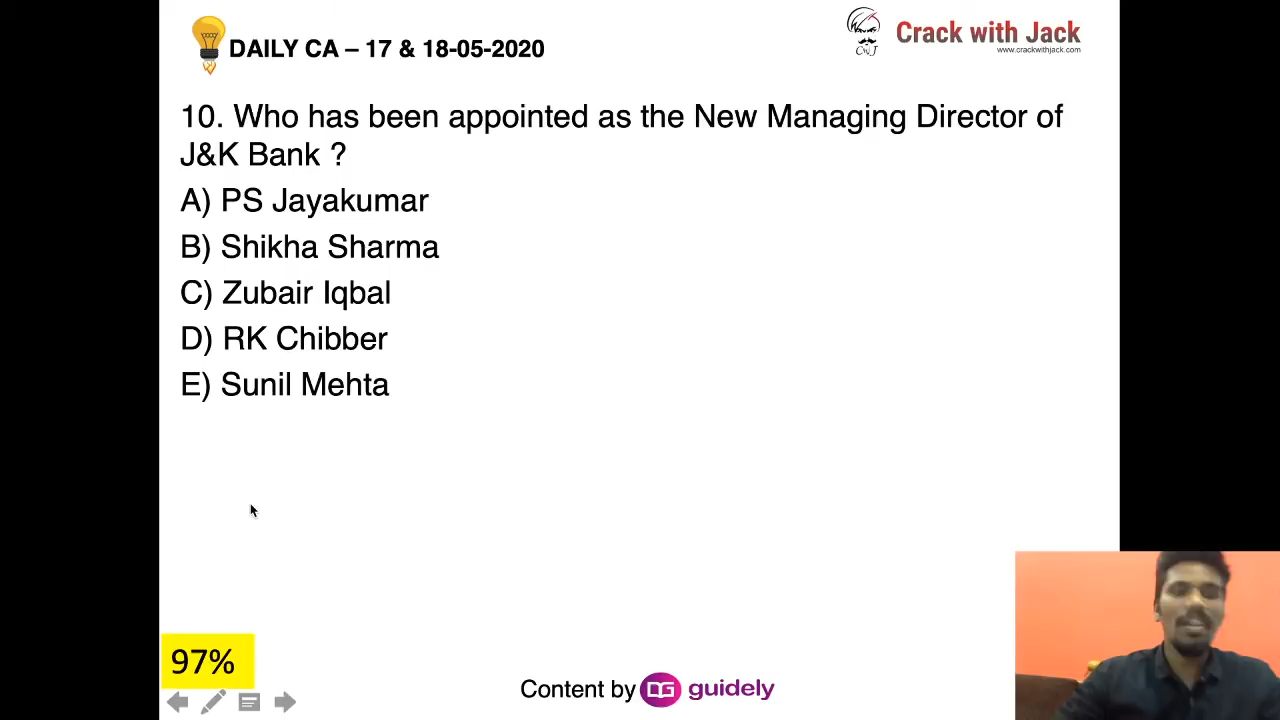 DAILY CA – 17 & 18-05-2020
Crack with Jack
www.crackwithjack.com
CWJ
10. Who has been appointed as the New Managing Director of
J&K Bank ?
A) PS Jayakumar
B) Shikha Sharma
C) Zubair Iqbal
D) RK Chibber
E) Sunil Mehta
97%
Content by DG guidely